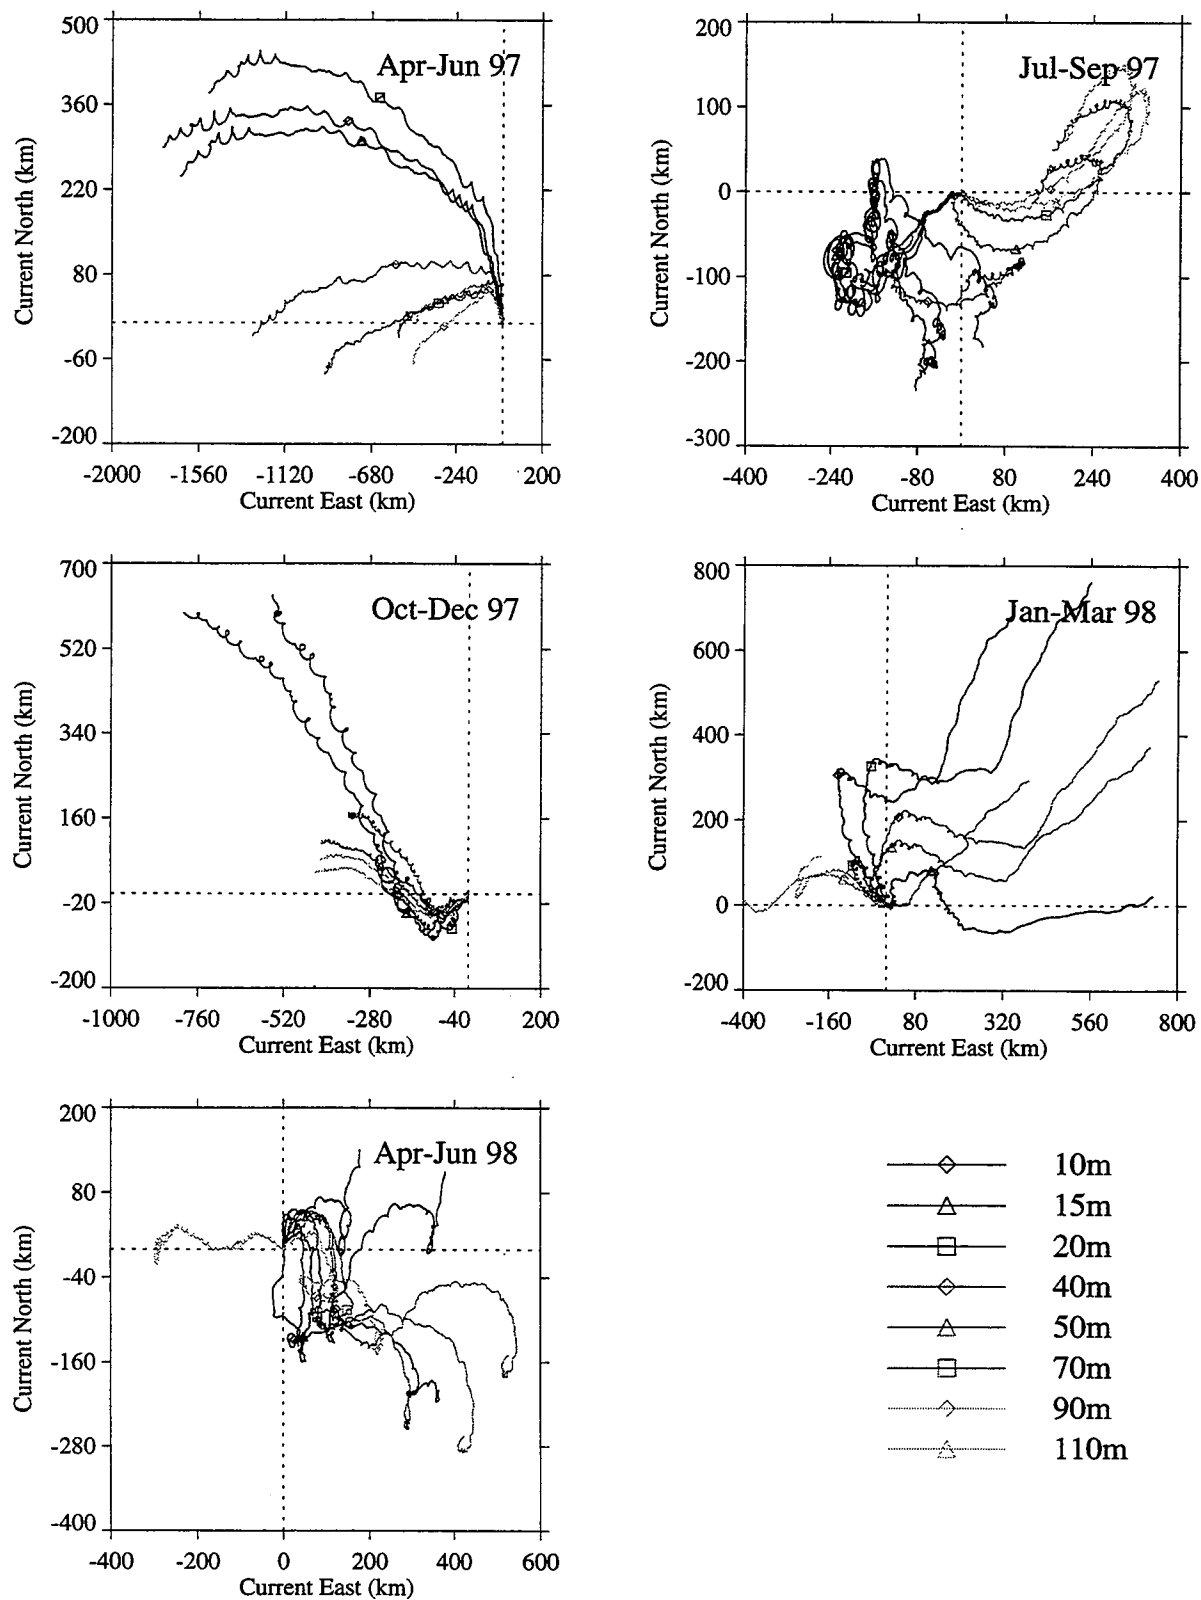 500
360
220
80
-60
-200
Current North (km)
Apr-Jun 97
-2000 -1560 -1120 -680 -240 200
Current East (km)
200
100
0
-100
-200
-300
Current North (km)
Jul-Sep 97
-400 -240 -80 80 240 400
Current East (km)
700
520
340
160
-20
-200
Current North (km)
Oct-Dec 97
-1000 -760 -520 -280 -40 200
Current East (km)
800
600
400
200
0
-200
Current North (km)
Jan-Mar 98
-400 -160 80 320 560 800
Current East (km)
200
80
-40
-160
-280
-400
Current North (km)
Apr-Jun 98
-400 -200 0 200 400 600
Current East (km)
10m
15m
20m
40m
50m
70m
90m
110m